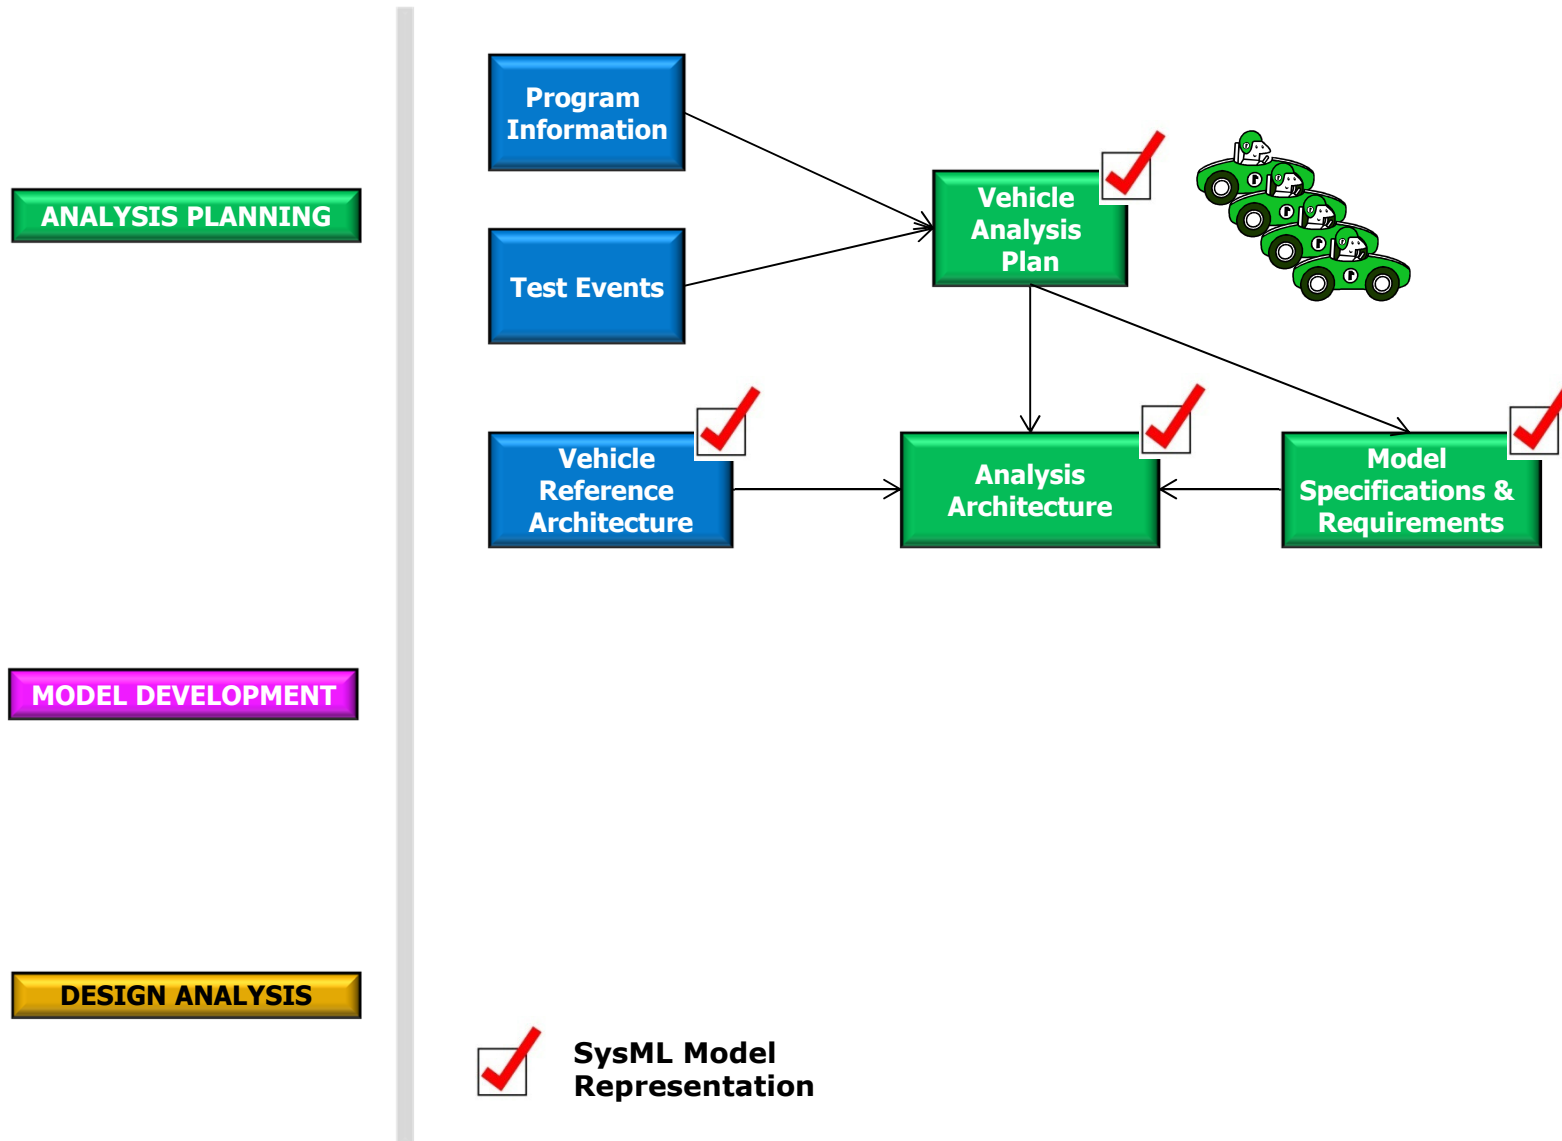 Program
Information
ANALYSIS PLANNING
Vehicle
Analysis
Plan
Test Events
Vehicle
Reference
Architecture
Analysis
Architecture
Model
Specifications &
Requirements
MODEL DEVELOPMENT
DESIGN ANALYSIS
SysML Model
Representation